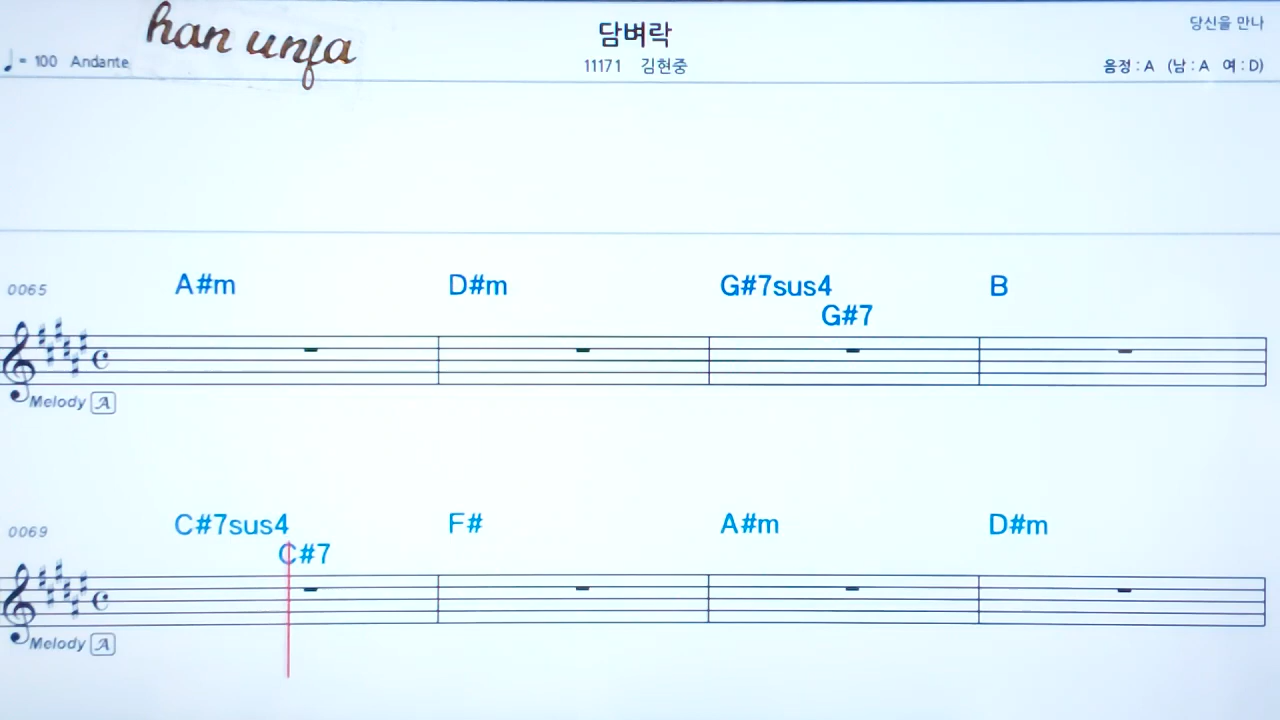 han unfa
담벼락
당신을 만나
♩= 100 Andante
11171 김현중
음정 : A (남 : A 여 : D)
0065 A#m D#m G#7sus4 B
G#7
Melody A
0069 C#7sus4 F# A#m D#m
C#7
Melody A